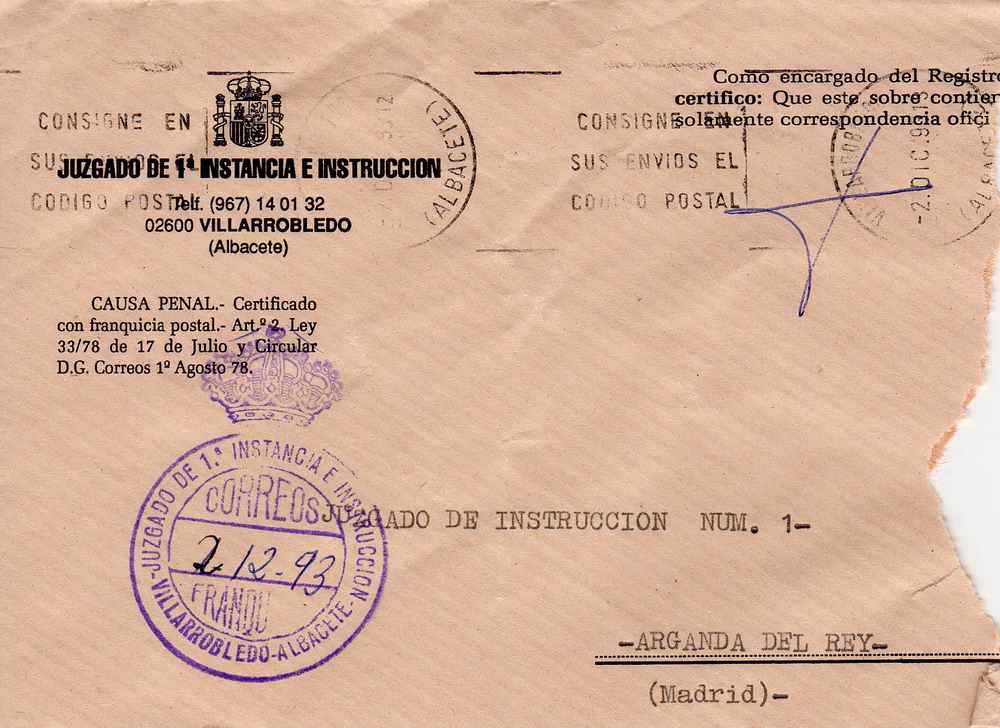 Como encargado del Registro
certifico: Que este sobre contien
solamente correspondencia ofici
CONSIGNE EN
SUS ENVIOS EL
CODIGO POSTAL
(ALBACETE)
CONSIGNE EN
SUS ENVIOS EL
CODIGO POSTAL
-2.DIC.9
JUZGADO DE 1ª INSTANCIA E INSTRUCCION
Telf. (967) 14 01 32
02600 VILLARROBLEDO
(Albacete)
CAUSA PENAL.- Certificado
con franquicia postal.- Art.º 2. Ley
33/78 de 17 de Julio y Circular
D.G. Correos 1º Agosto 78.
JUZGADO DE 1.ª INSTANCIA E INSTRUCCION
CORREOS
2-12-93
FRANQU
-VILLARROBLEDO-ALBACETE-
JUZGADO DE INSTRUCCION NUM. 1-
-ARGANDA DEL REY-
(Madrid)-